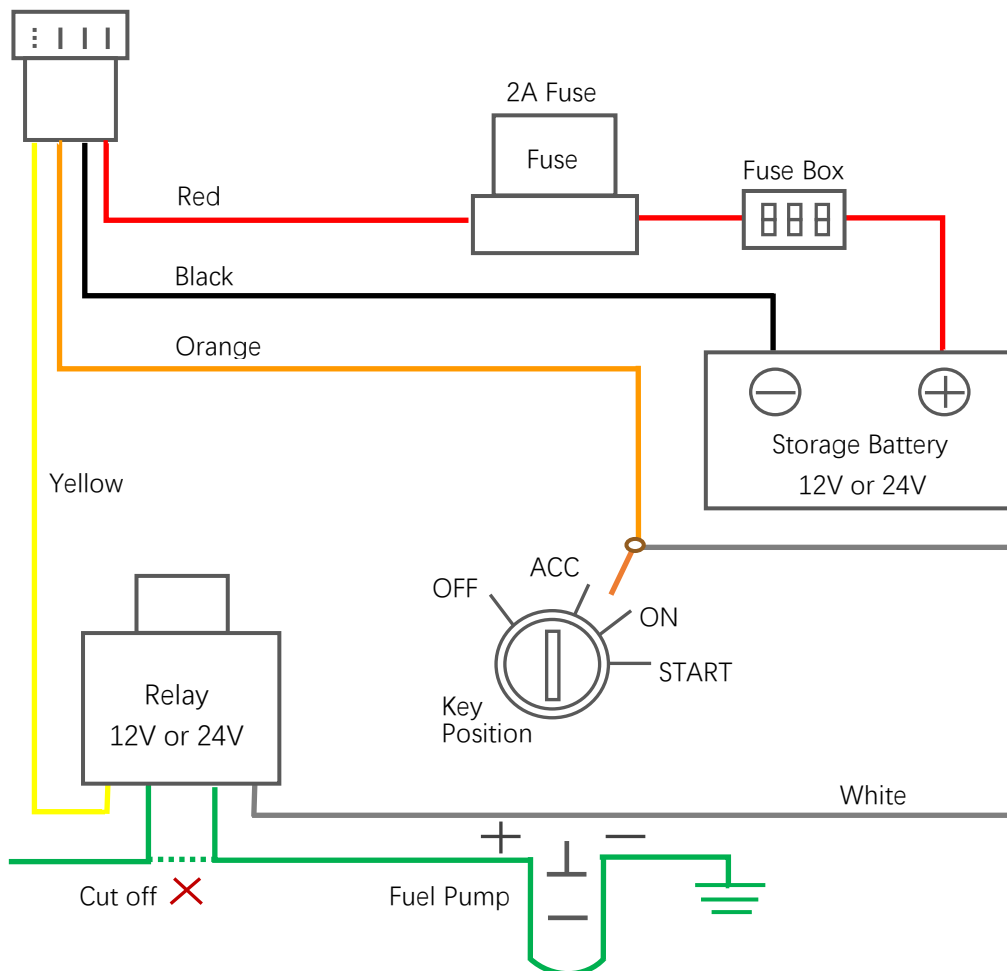 2A Fuse
Fuse
Fuse Box
Red
Black
Orange
Storage Battery
12V or 24V
Yellow
ACC
OFF
ON
START
Key
Position
Relay
12V or 24V
White
Cut off
Fuel Pump